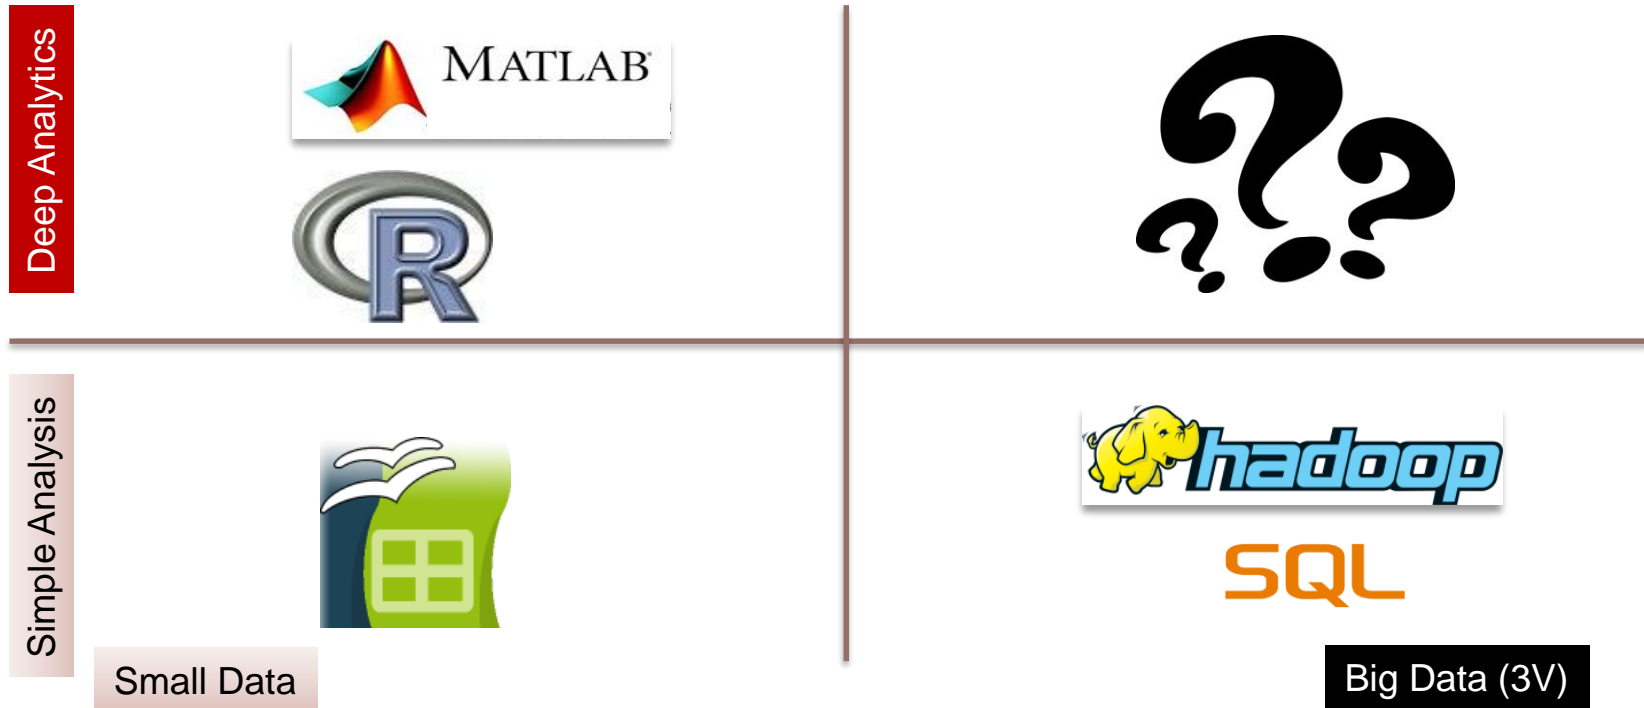 Deep Analytics
MATLAB®
R
? ? ?
Simple Analysis
hadoop
SQL
Small Data
Big Data (3V)